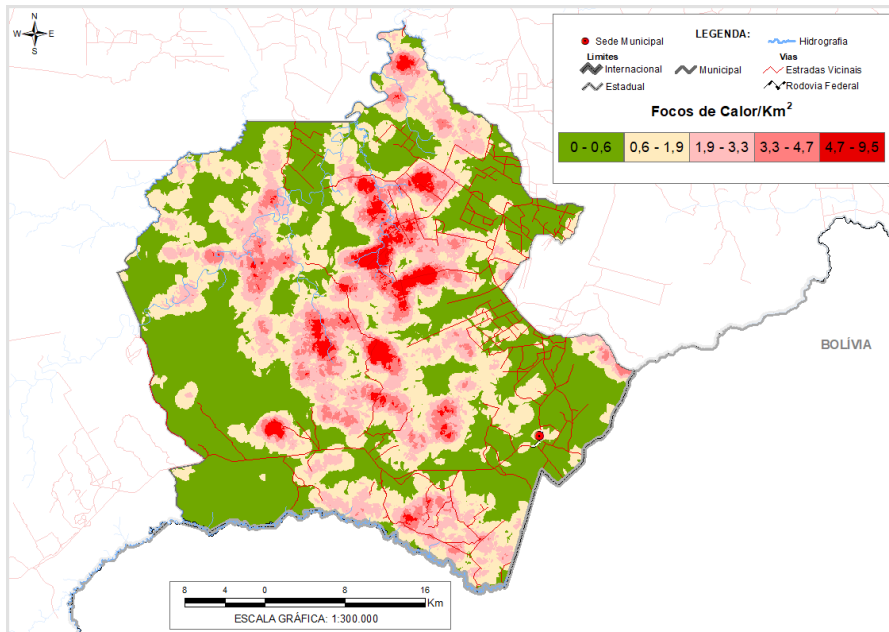 N
W E
S
LEGENDA:
Sede Municipal
Hidrografia
Limites
Vias
Internacional
Municipal
Estradas Vicinais
Estadual
Rodovia Federal
Focos de Calor/Km²
0 - 0,6 0,6 - 1,9 1,9 - 3,3 3,3 - 4,7 4,7 - 9,5
BOLÍVIA
8 4 0 8 16
Km
ESCALA GRÁFICA: 1:300.000